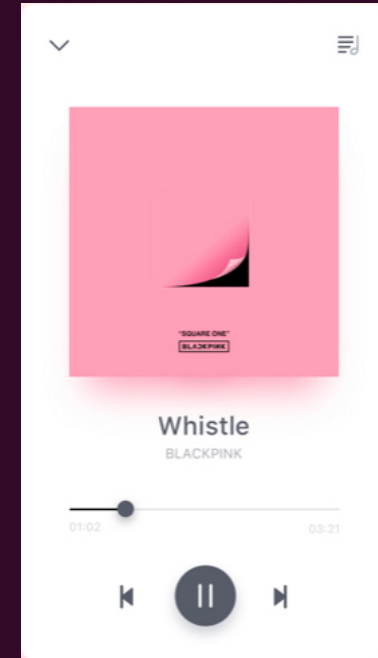 "SQUARE ONE"
BLACKPINK
Whistle
BLACKPINK
01:02
03:21